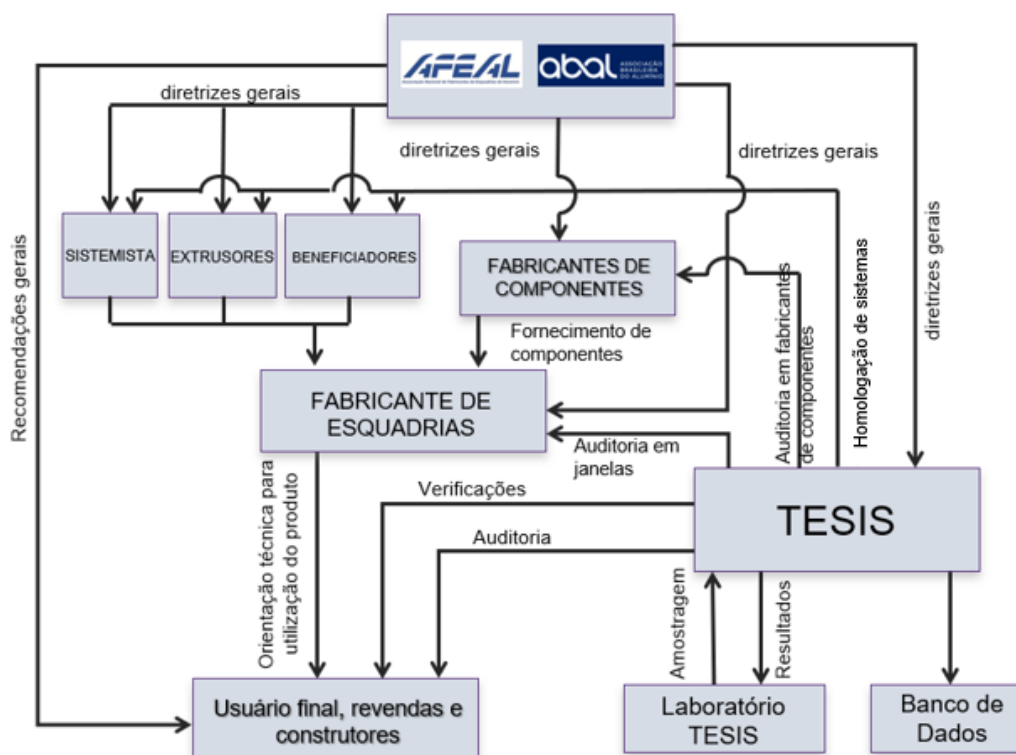 AFEAL
abal
ASSOCIAÇÃO
BRASILEIRA
DO ALUMÍNIO
diretrizes gerais
diretrizes gerais
diretrizes gerais
diretrizes gerais
Recomendações gerais
SISTEMISTA
EXTRUSORES
BENEFICIADORES
FABRICANTES DE
COMPONENTES
Fornecimento de
componentes
Auditoria em fabricantes
de componentes
Homologação de sistemas
FABRICANTE DE
ESQUADRIAS
Auditoria em
janelas
Verificações
Auditoria
TESIS
Orientação técnica para
utilização do produto
Amostragem
Resultados
Usuário final, revendas e
construtores
Laboratório
TESIS
Banco de
Dados